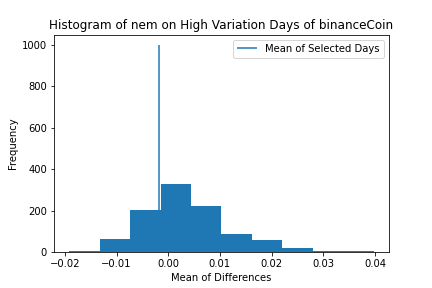 Histogram of nem on High Variation Days of binanceCoin
Mean of Selected Days
Frequency
1000
800
600
400
200
0
−0.02 −0.01 0.00 0.01 0.02 0.03 0.04
Mean of Differences